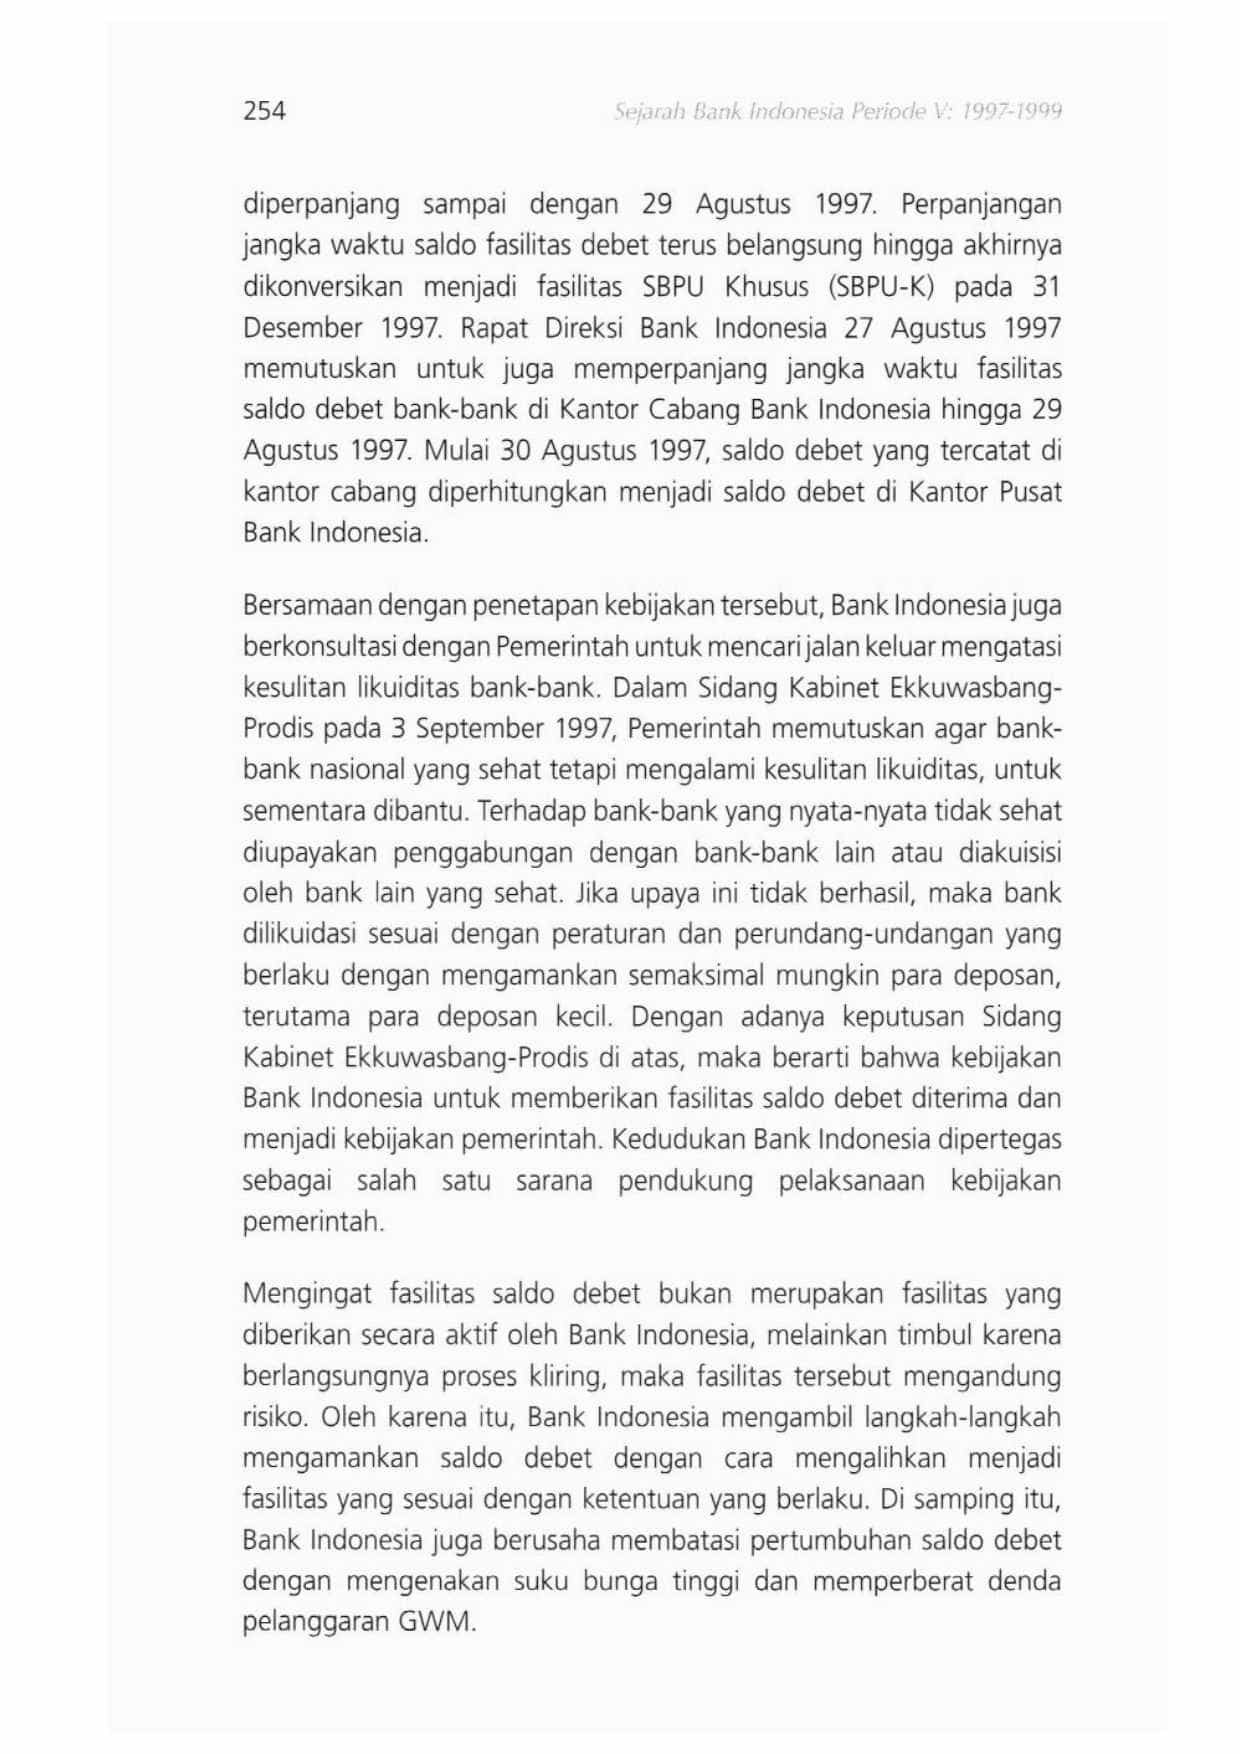 254
Sejarah Bank Indonesia Periode V: 1997-1999
diperpanjang sampai dengan 29 Agustus 1997. Perpanjangan
jangka waktu saldo fasilitas debet terus belangsung hingga akhirnya
dikonversikan menjadi fasilitas SBPU Khusus (SBPU-K) pada 31
Desember 1997. Rapat Direksi Bank Indonesia 27 Agustus 1997
memutuskan untuk juga memperpanjang jangka waktu fasilitas
saldo debet bank-bank di Kantor Cabang Bank Indonesia hingga 29
Agustus 1997. Mulai 30 Agustus 1997, saldo debet yang tercatat di
kantor cabang diperhitungkan menjadi saldo debet di Kantor Pusat
Bank Indonesia.
Bersamaan dengan penetapan kebijakan tersebut, Bank Indonesia juga
berkonsultasi dengan Pemerintah untuk mencari jalan keluar mengatasi
kesulitan likuiditas bank-bank. Dalam Sidang Kabinet Ekkuwasbang-
Prodis pada 3 September 1997, Pemerintah memutuskan agar bank-
bank nasional yang sehat tetapi mengalami kesulitan likuiditas, untuk
sementara dibantu. Terhadap bank-bank yang nyata-nyata tidak sehat
diupayakan penggabungan dengan bank-bank lain atau diakuisisi
oleh bank lain yang sehat. Jika upaya ini tidak berhasil, maka bank
dilikuidasi sesuai dengan peraturan dan perundang-undangan yang
berlaku dengan mengamankan semaksimal mungkin para deposan,
terutama para deposan kecil. Dengan adanya keputusan Sidang
Kabinet Ekkuwasbang-Prodis di atas, maka berarti bahwa kebijakan
Bank Indonesia untuk memberikan fasilitas saldo debet diterima dan
menjadi kebijakan pemerintah. Kedudukan Bank Indonesia dipertegas
sebagai salah satu sarana pendukung pelaksanaan kebijakan
pemerintah.
Mengingat fasilitas saldo debet bukan merupakan fasilitas yang
diberikan secara aktif oleh Bank Indonesia, melainkan timbul karena
berlangsungnya proses kliring, maka fasilitas tersebut mengandung
risiko. Oleh karena itu, Bank Indonesia mengambil langkah-langkah
mengamankan saldo debet dengan cara mengalihkan menjadi
fasilitas yang sesuai dengan ketentuan yang berlaku. Di samping itu,
Bank Indonesia juga berusaha membatasi pertumbuhan saldo debet
dengan mengenakan suku bunga tinggi dan memperberat denda
pelanggaran GWM.